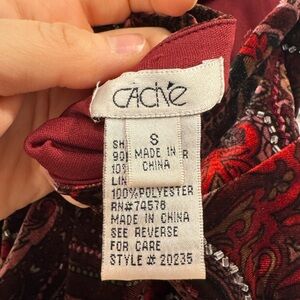 CACHÉ
S
MADE IN
CHINA
SH
90
10%
LIN
R
100%POLYESTER
RN#74578
MADE IN CHINA
SEE REVERSE
FOR CARE
STYLE # 20235